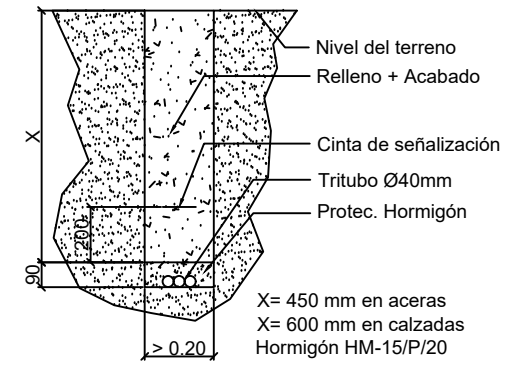 Nivel del terreno
Relleno + Acabado
X
Cinta de señalización
Tritubo Ø40mm
Protec. Hormigón
200
90
X= 450 mm en aceras
X= 600 mm en calzadas
Hormigón HM-15/P/20
> 0.20